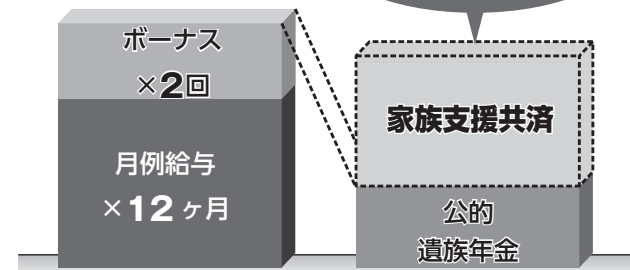 ボーナス
×2回
月例給与
×12ヶ月
家族支援共済
公的
遺族年金